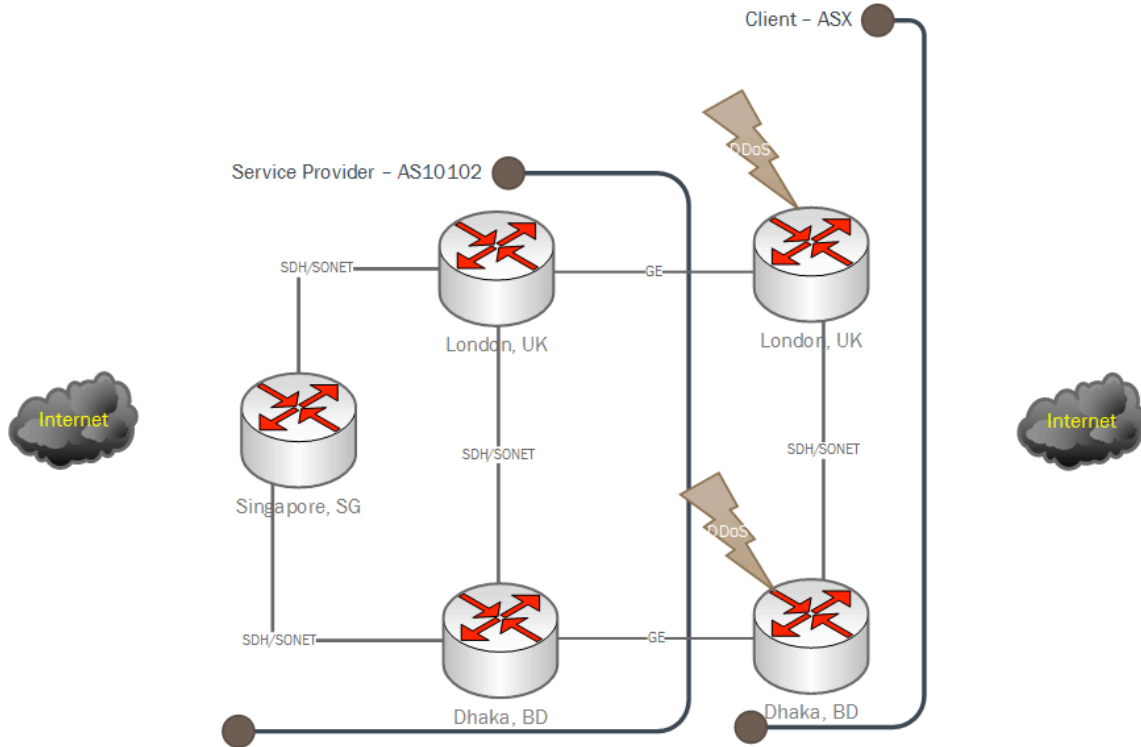 Client – ASX
DDoS
Service Provider – AS10102
SDH/SONET
GE
London, UK
London, UK
Internet
Internet
SDH/SONET
SDH/SONET
Singapore, SG
DDoS
SDH/SONET
GE
Dhaka, BD
Dhaka, BD